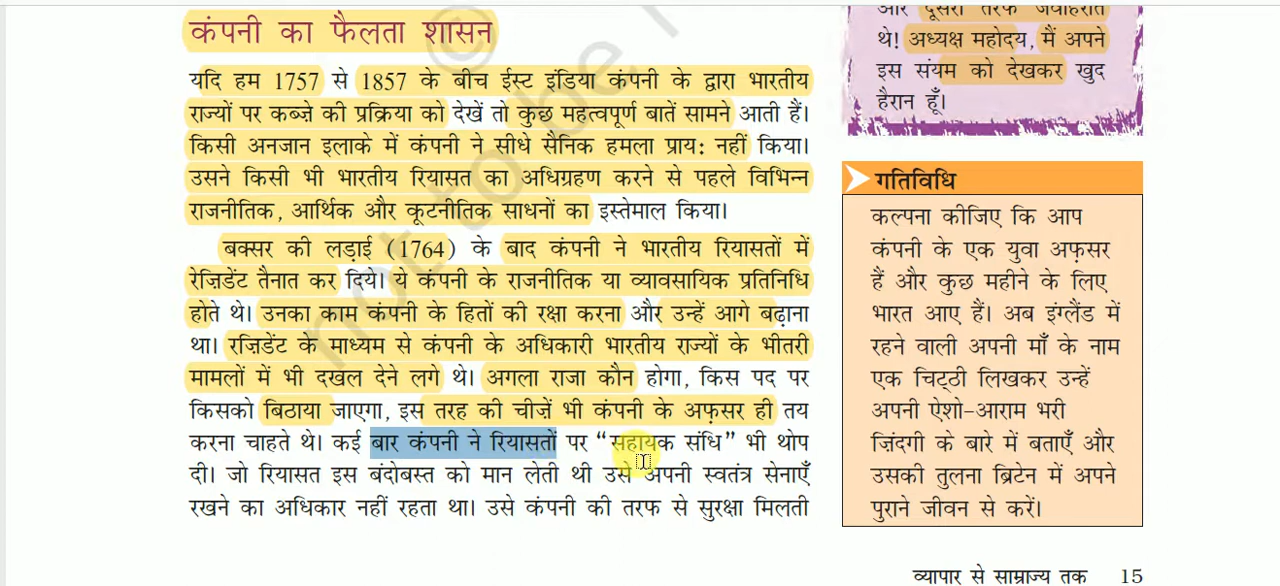 कंपनी का फैलता शासन
यदि हम 1757 से 1857 के बीच ईस्ट इंडिया कंपनी के द्वारा भारतीय
राज्यों पर कब्ज़े की प्रक्रिया को देखें तो कुछ महत्वपूर्ण बातें सामने आती हैं।
किसी अनजान इलाके में कंपनी ने सीधे सैनिक हमला प्राय: नहीं किया।
उसने किसी भी भारतीय रियासत का अधिग्रहण करने से पहले विभिन्न
राजनीतिक, आर्थिक और कूटनीतिक साधनों का इस्तेमाल किया।
बक्सर की लड़ाई (1764) के बाद कंपनी ने भारतीय रियासतों में
रेज़िडेंट तैनात कर दिये। ये कंपनी के राजनीतिक या व्यावसायिक प्रतिनिधि
होते थे। उनका काम कंपनी के हितों की रक्षा करना और उन्हें आगे बढ़ाना
था। रज़िडेंट के माध्यम से कंपनी के अधिकारी भारतीय राज्यों के भीतरी
मामलों में भी दखल देने लगे थे। अगला राजा कौन होगा, किस पद पर
किसको बिठाया जाएगा, इस तरह की चीज़ें भी कंपनी के अफ़सर ही तय
करना चाहते थे। कई बार कंपनी ने रियासतों पर “सहायक संधि” भी थोप
दी। जो रियासत इस बंदोबस्त को मान लेती थी उसे अपनी स्वतंत्र सेनाएँ
रखने का अधिकार नहीं रहता था। उसे कंपनी की तरफ से सुरक्षा मिलती
और दूसरी तरफ जवाहरात
थे! अध्यक्ष महोदय, मैं अपने
इस संयम को देखकर खुद
हैरान हूँ।
गतिविधि
कल्पना कीजिए कि आप
कंपनी के एक युवा अफ़सर
हैं और कुछ महीने के लिए
भारत आए हैं। अब इंग्लैंड में
रहने वाली अपनी माँ के नाम
एक चिट्ठी लिखकर उन्हें
अपनी ऐशो-आराम भरी
ज़िंदगी के बारे में बताएँ और
उसकी तुलना ब्रिटेन में अपने
पुराने जीवन से करें।
व्यापार से साम्राज्य तक 15
© not to be r